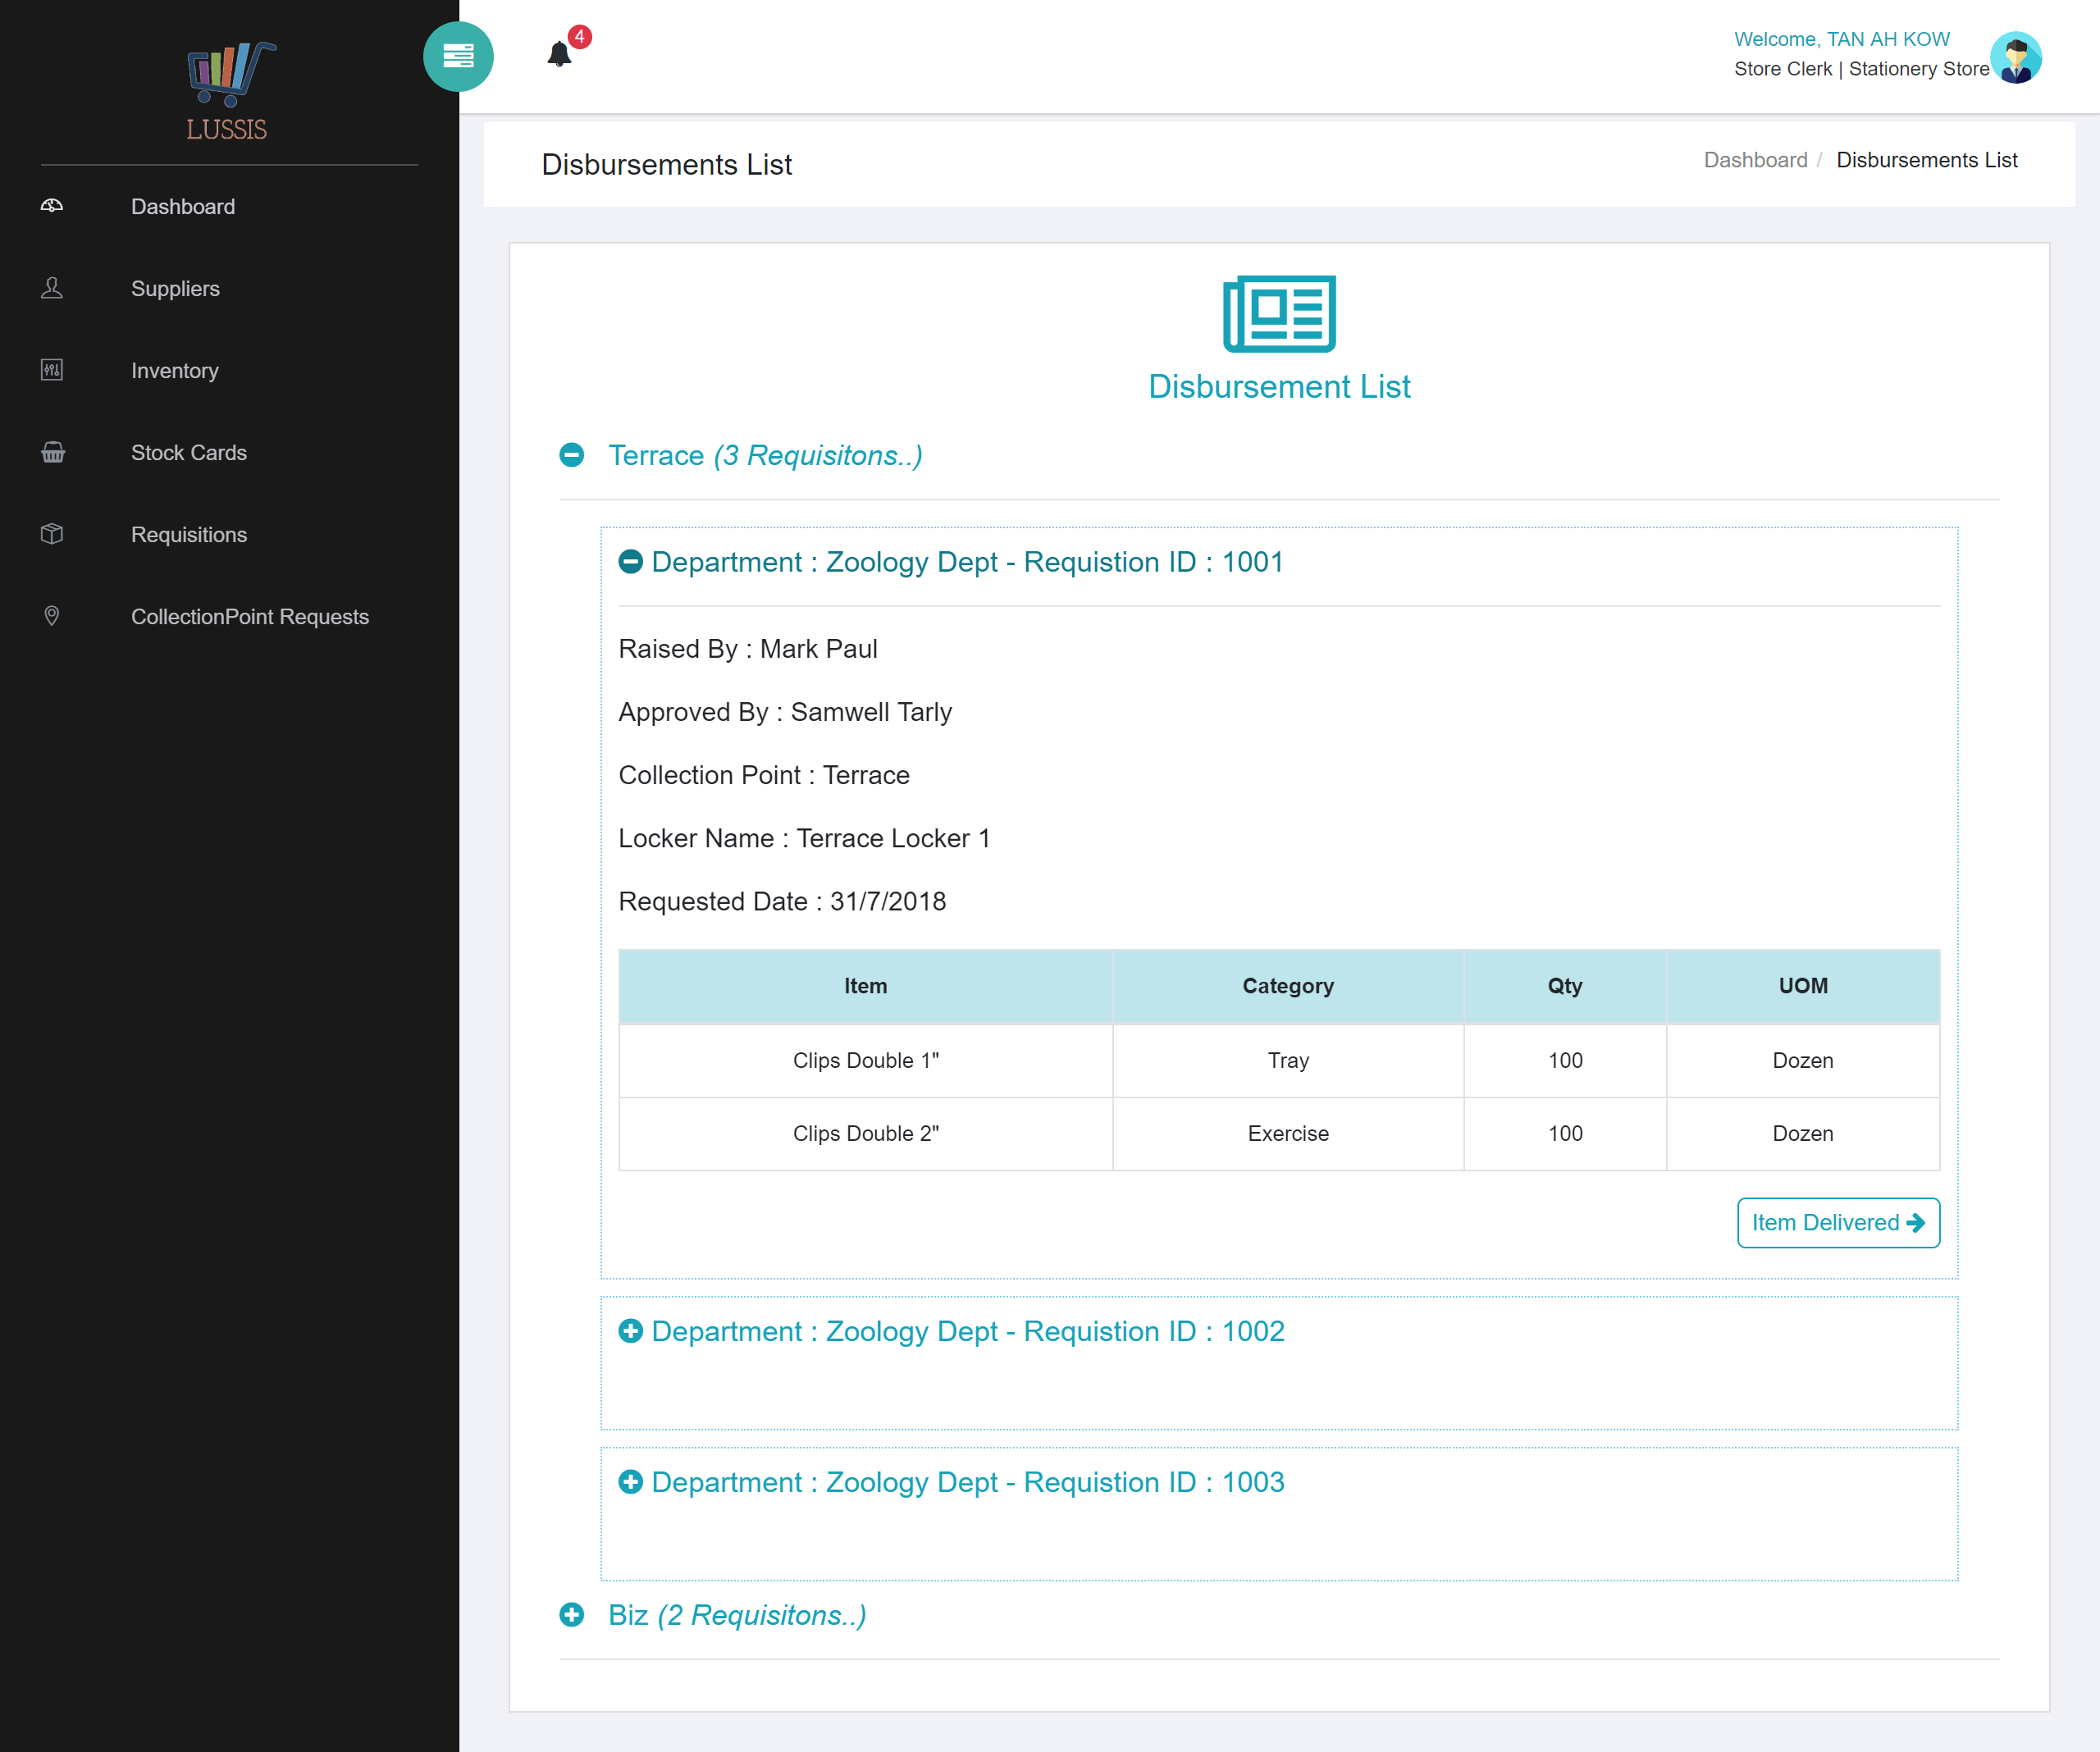 LUSSIS
4
Welcome, TAN AH KOW
Store Clerk | Stationery Store
Dashboard
Suppliers
Inventory
Stock Cards
Requisitions
CollectionPoint Requests
Disbursements List
Dashboard / Disbursements List
Disbursement List
Terrace (3 Requisitons..)
Department : Zoology Dept - Requistion ID : 1001
Raised By : Mark Paul
Approved By : Samwell Tarly
Collection Point : Terrace
Locker Name : Terrace Locker 1
Requested Date : 31/7/2018
Item Category Qty UOM
Clips Double 1" Tray 100 Dozen
Clips Double 2" Exercise 100 Dozen
Item Delivered
Department : Zoology Dept - Requistion ID : 1002
Department : Zoology Dept - Requistion ID : 1003
Biz (2 Requisitons..)